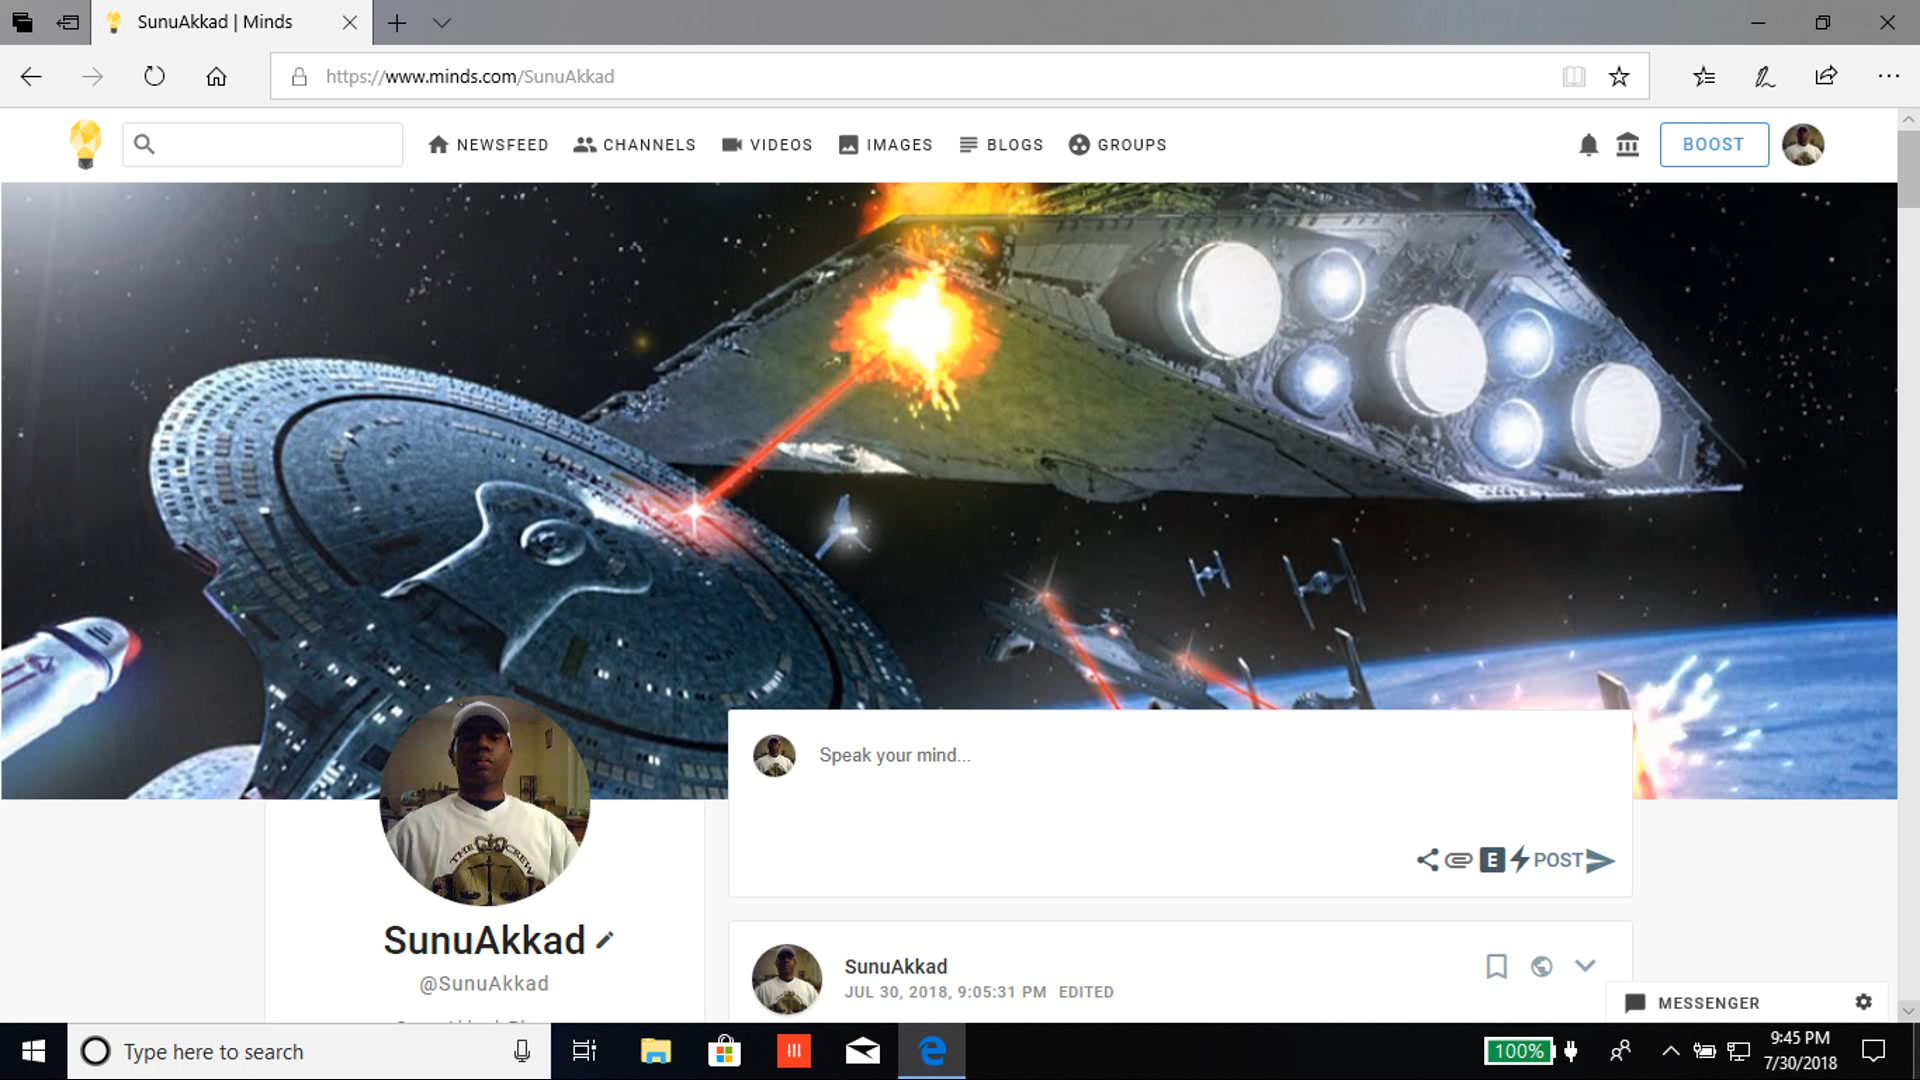 SunuAkkad | Minds
https://www.minds.com/SunuAkkad
NEWSFEED CHANNELS VIDEOS IMAGES BLOGS GROUPS
BOOST
Speak your mind...
THE CREW
E POST
SunuAkkad
@SunuAkkad
SunuAkkad
JUL 30, 2018, 9:05:31 PM EDITED
MESSENGER
Type here to search
100%
9:45 PM
7/30/2018